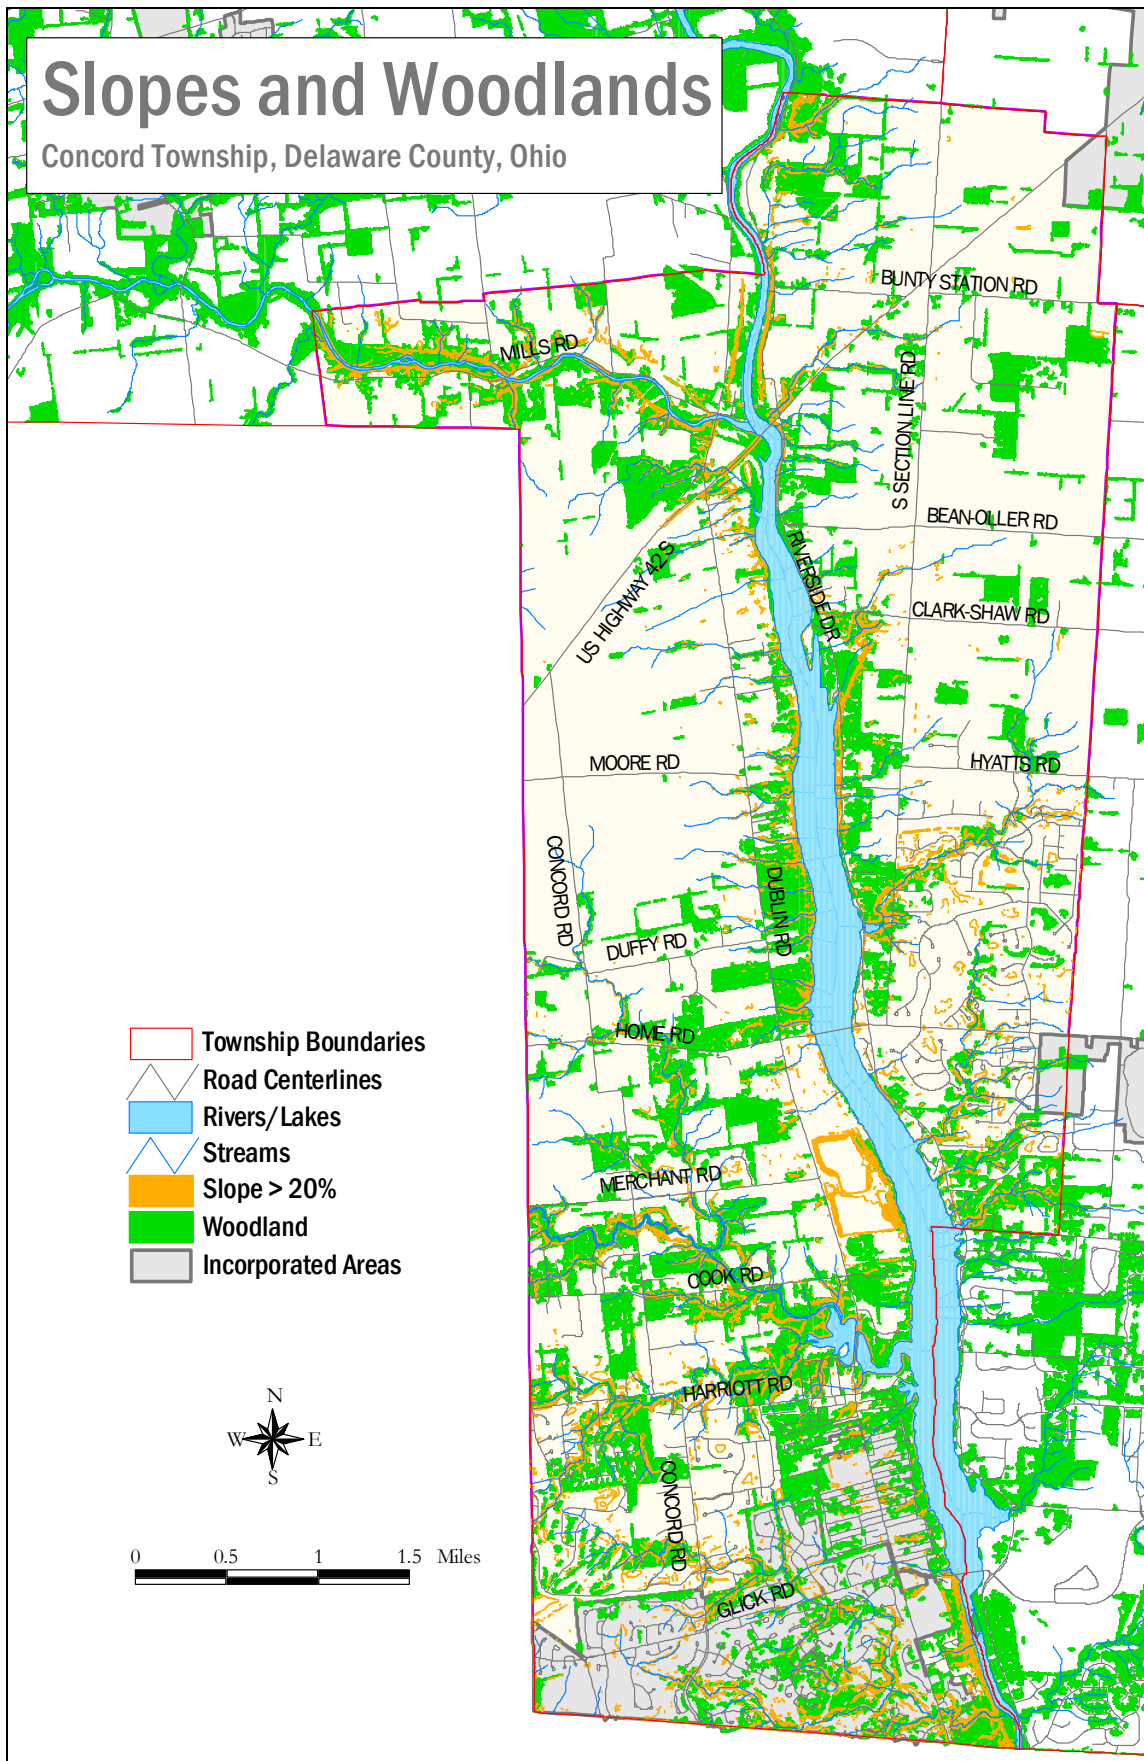 Slopes and Woodlands
Concord Township, Delaware County, Ohio
BUNTY STATION RD
MILLS RD
S SECTION LINE RD
BEAN-OLLER RD
RIVERSIDE DR
US HIGHWAY 42 S
CLARK-SHAW RD
MOORE RD
HYATTS RD
CONCORD RD
DUBLIN RD
DUFFY RD
HOME RD
Township Boundaries
Road Centerlines
Rivers/Lakes
Streams
Slope > 20%
Woodland
Incorporated Areas
MERCHANT RD
COOK RD
HARRIOTT RD
N
W E
S
CONCORD RD
0 0.5 1 1.5 Miles
GLICK RD